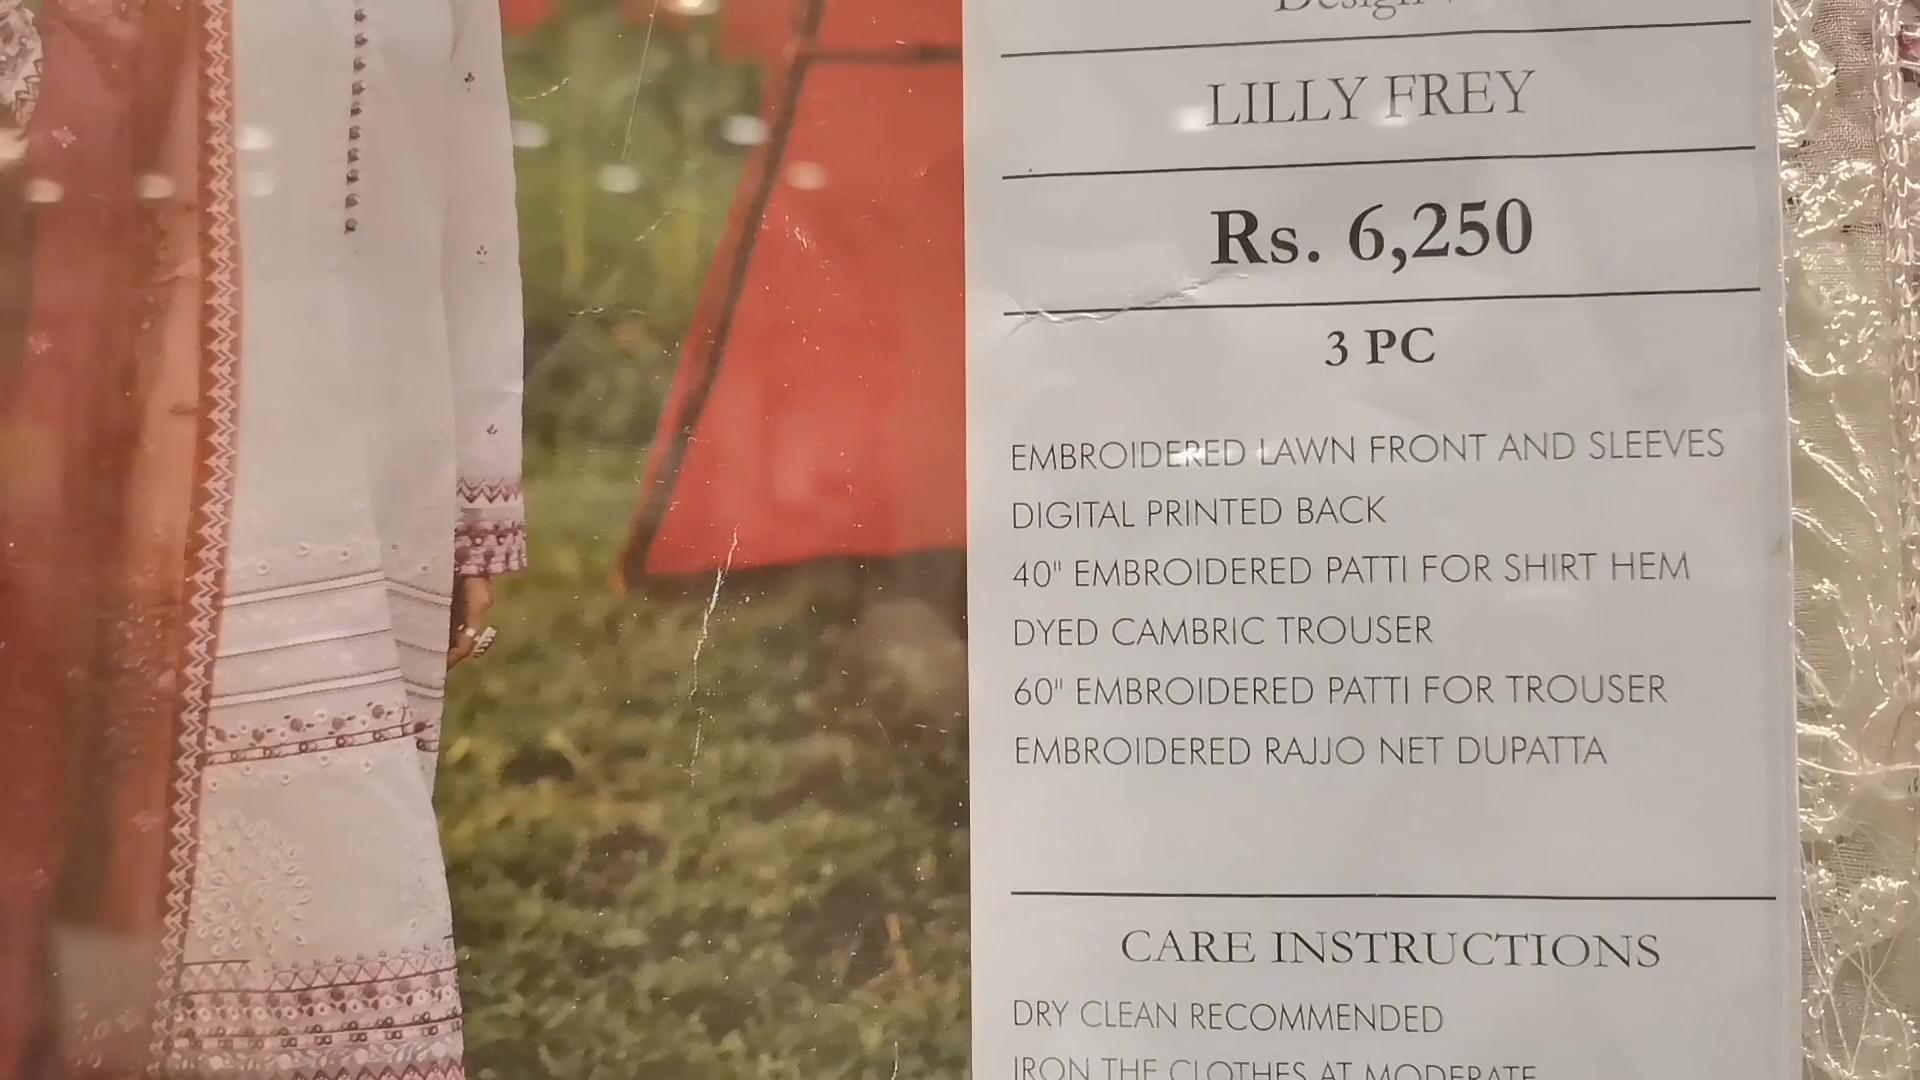 Design
LILLY FREY
Rs. 6,250
3 PC
EMBROIDERED LAWN FRONT AND SLEEVES
DIGITAL PRINTED BACK
40" EMBROIDERED PATTI FOR SHIRT HEM
DYED CAMBRIC TROUSER
60" EMBROIDERED PATTI FOR TROUSER
EMBROIDERED RAJJO NET DUPATTA
CARE INSTRUCTIONS
DRY CLEAN RECOMMENDED
IRON THE CLOTHES AT MODERATE